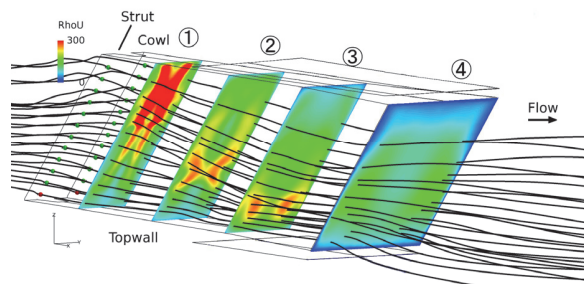 Strut
RhoU
300
0
Cowl
①
②
③
④
Flow
Topwall
z
x
Y